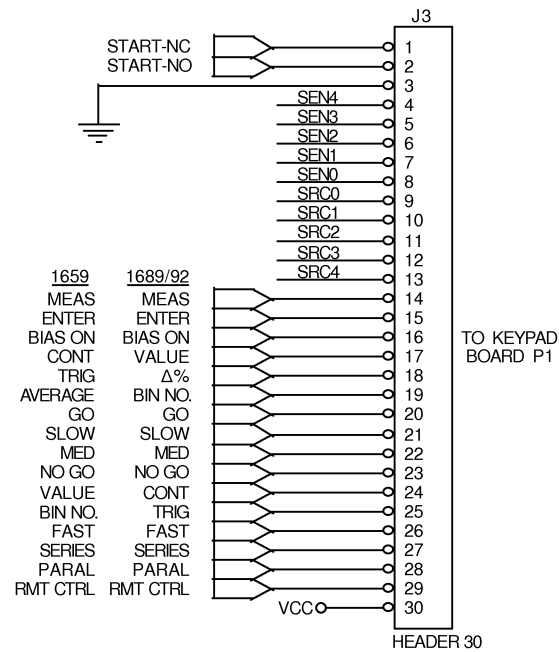 J3
START-NC 1
START-NO 2
3
SEN4 4
SEN3 5
SEN2 6
SEN1 7
SEN0 8
SRC0 9
SRC1 10
SRC2 11
SRC3 12
SRC4 13
1659 1689/92
MEAS MEAS 14
ENTER ENTER 15
BIAS ON BIAS ON 16
CONT VALUE 17
TRIG Δ% 18
AVERAGE BIN NO. 19
GO GO 20
SLOW SLOW 21
MED MED 22
NO GO NO GO 23
VALUE CONT 24
BIN NO. TRIG 25
FAST FAST 26
SERIES SERIES 27
PARAL PARAL 28
RMT CTRL RMT CTRL 29
VCC 30
TO KEYPAD
BOARD P1
HEADER 30